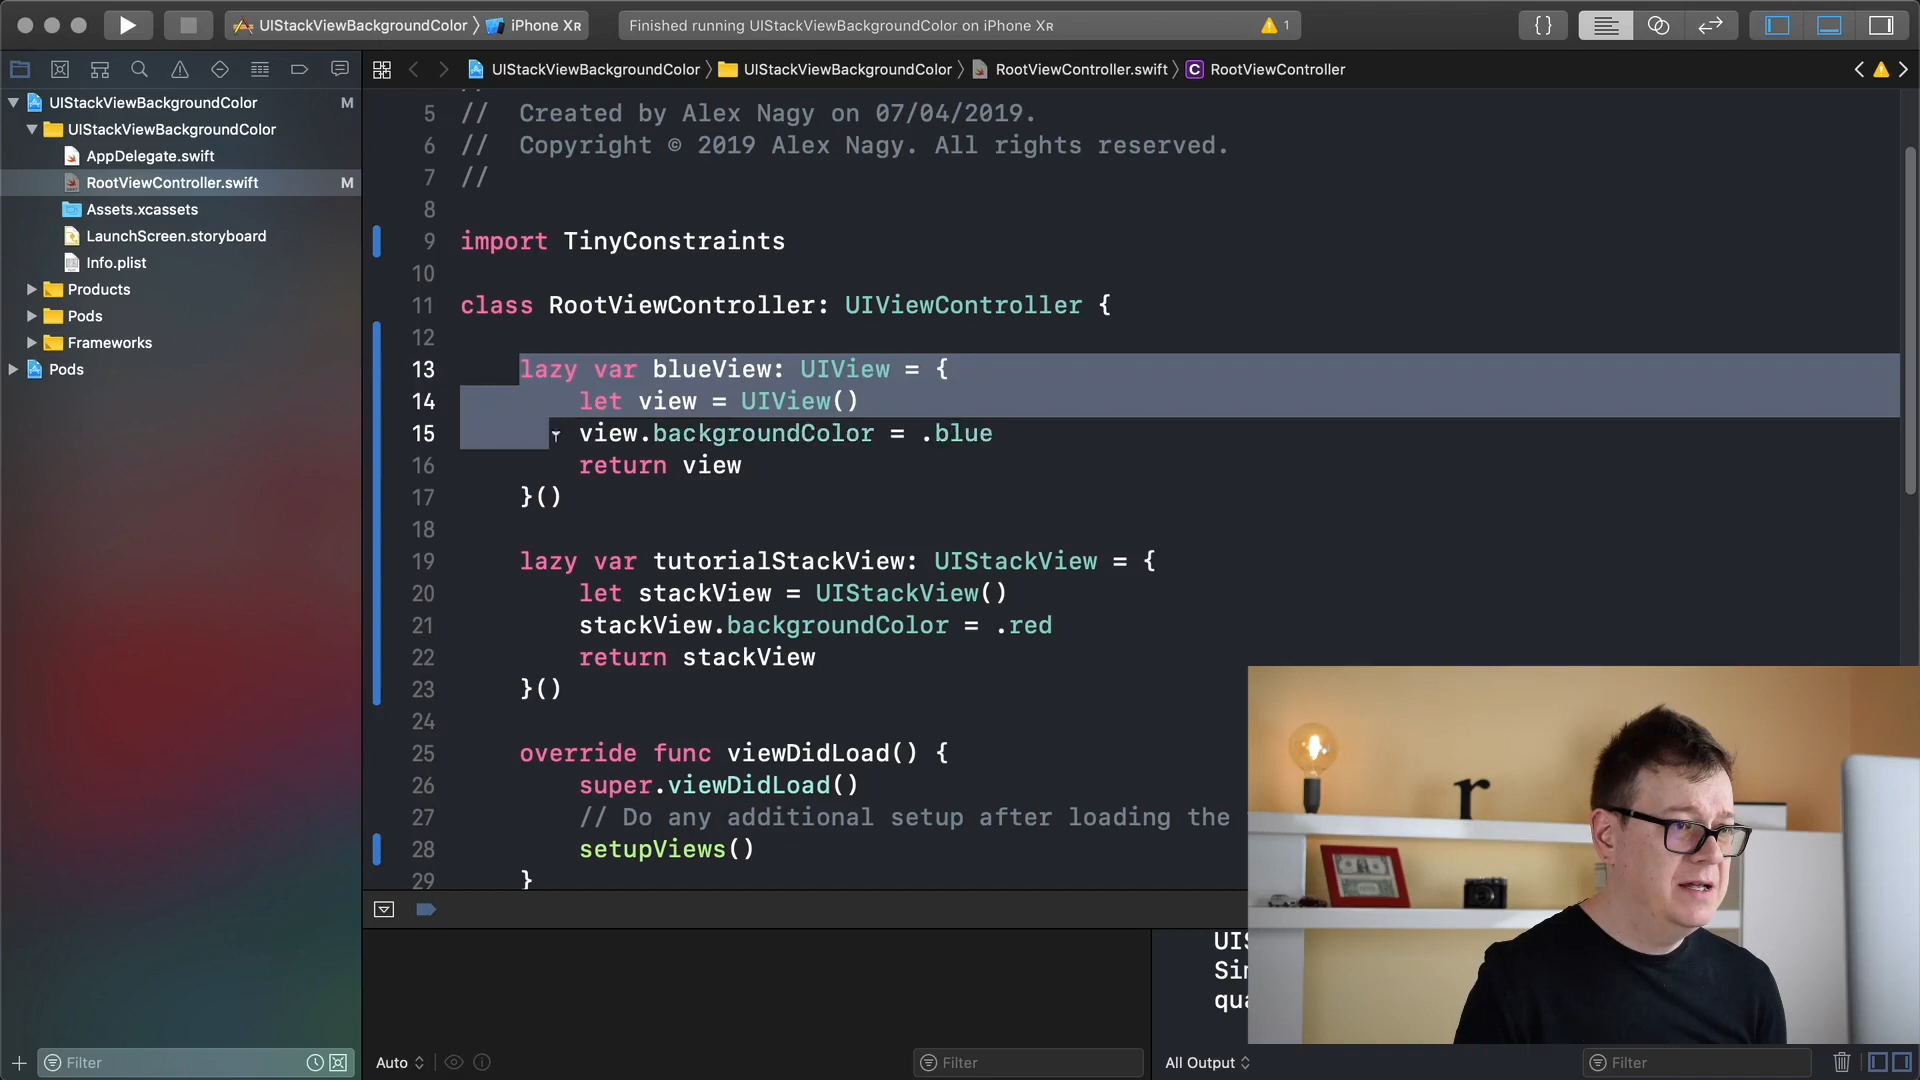 UIStackViewBackgroundColor iPhone Xʀ
Finished running UIStackViewBackgroundColor on iPhone Xʀ
1
{}
UIStackViewBackgroundColor UIStackViewBackgroundColor RootViewController.swift C RootViewController
UIStackViewBackgroundColor M
UIStackViewBackgroundColor
AppDelegate.swift
RootViewController.swift M
Assets.xcassets
LaunchScreen.storyboard
Info.plist
Products
Pods
Frameworks
Pods
5 //  Created by Alex Nagy on 07/04/2019.
6 //  Copyright © 2019 Alex Nagy. All rights reserved.
7 //
8
9 import TinyConstraints
10
11 class RootViewController: UIViewController {
12
13 lazy var blueView: UIView = {
14 let view = UIView()
15 view.backgroundColor = .blue
16 return view
17 }()
18
19 lazy var tutorialStackView: UIStackView = {
20 let stackView = UIStackView()
21 stackView.backgroundColor = .red
22 return stackView
23 }()
24
25 override func viewDidLoad() {
26 super.viewDidLoad()
27 // Do any additional setup after loading the
28 setupViews()
29 }
Filter
Auto
Filter
All Output
Filter